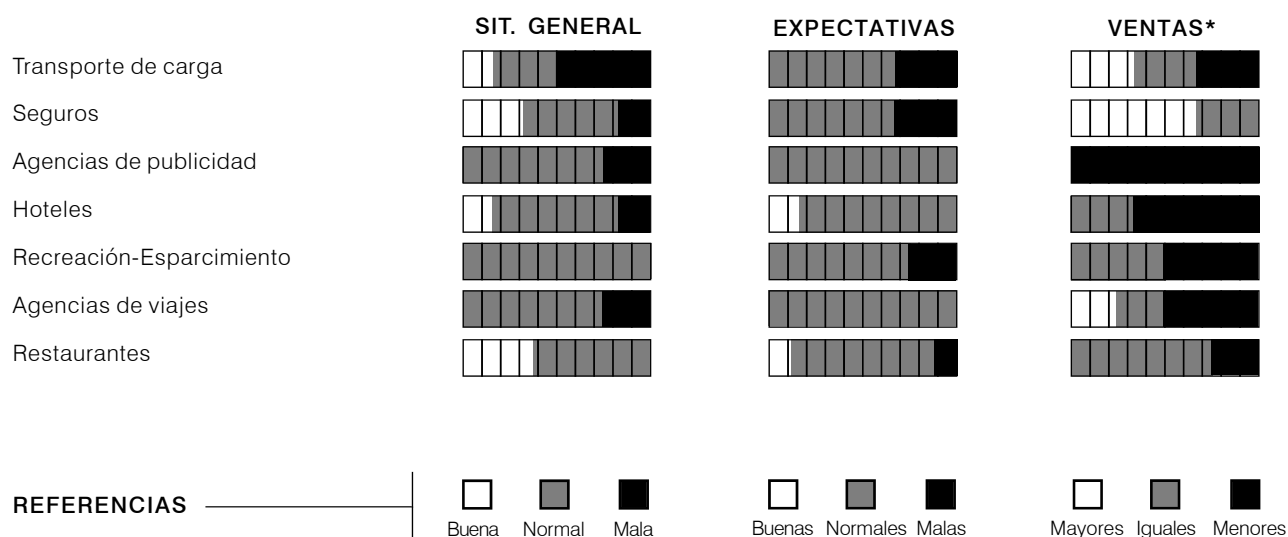 SIT. GENERAL EXPECTATIVAS VENTAS*
Transporte de carga
Seguros
Agencias de publicidad
Hoteles
Recreación-Esparcimiento
Agencias de viajes
Restaurantes
REFERENCIAS
Buena Normal Mala Buenas Normales Malas Mayores Iguales Menores